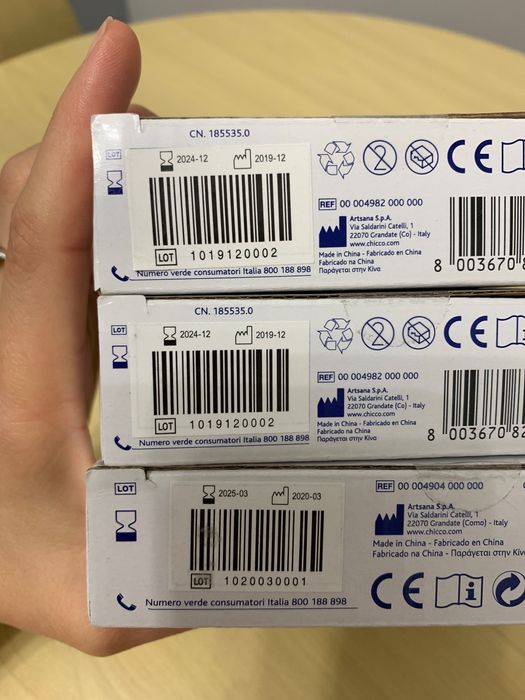 CN. 185535.0
LOT
2024-12 2019-12
LOT 1019120002
Numero verde consumatori Italia 800 188 898
2
CE
REF 00 004982 000 000
Artsana S.p.A.
Via Saldarini Catelli, 1
22070 Grandate (Co) - Italy
www.chicco.com
Made in China - Fabricado en China
Fabricado na China
Παράγεται στην Κίνα
8 003670 8
CN. 185535.0
LOT
2024-12 2019-12
LOT 1019120002
Numero verde consumatori Italia 800 188 898
2
CE
REF 00 004982 000 000
Artsana S.p.A.
Via Saldarini Catelli, 1
22070 Grandate (Co) - Italy
www.chicco.com
Made in China - Fabricado en China
Fabricado na China
Παράγεται στην Κίνα
8 003670 82
LOT
2025-03 2020-03
LOT 1020030001
Numero verde consumatori Italia 800 188 898
REF 00 004904 000 000
Artsana S.p.A.
Via Saldarini Catelli, 1
22070 Grandate (Como) - Italy
www.chicco.com
Made in China - Fabricado en China
Fabricado na China - Παράγεται στην Κίν
CE i